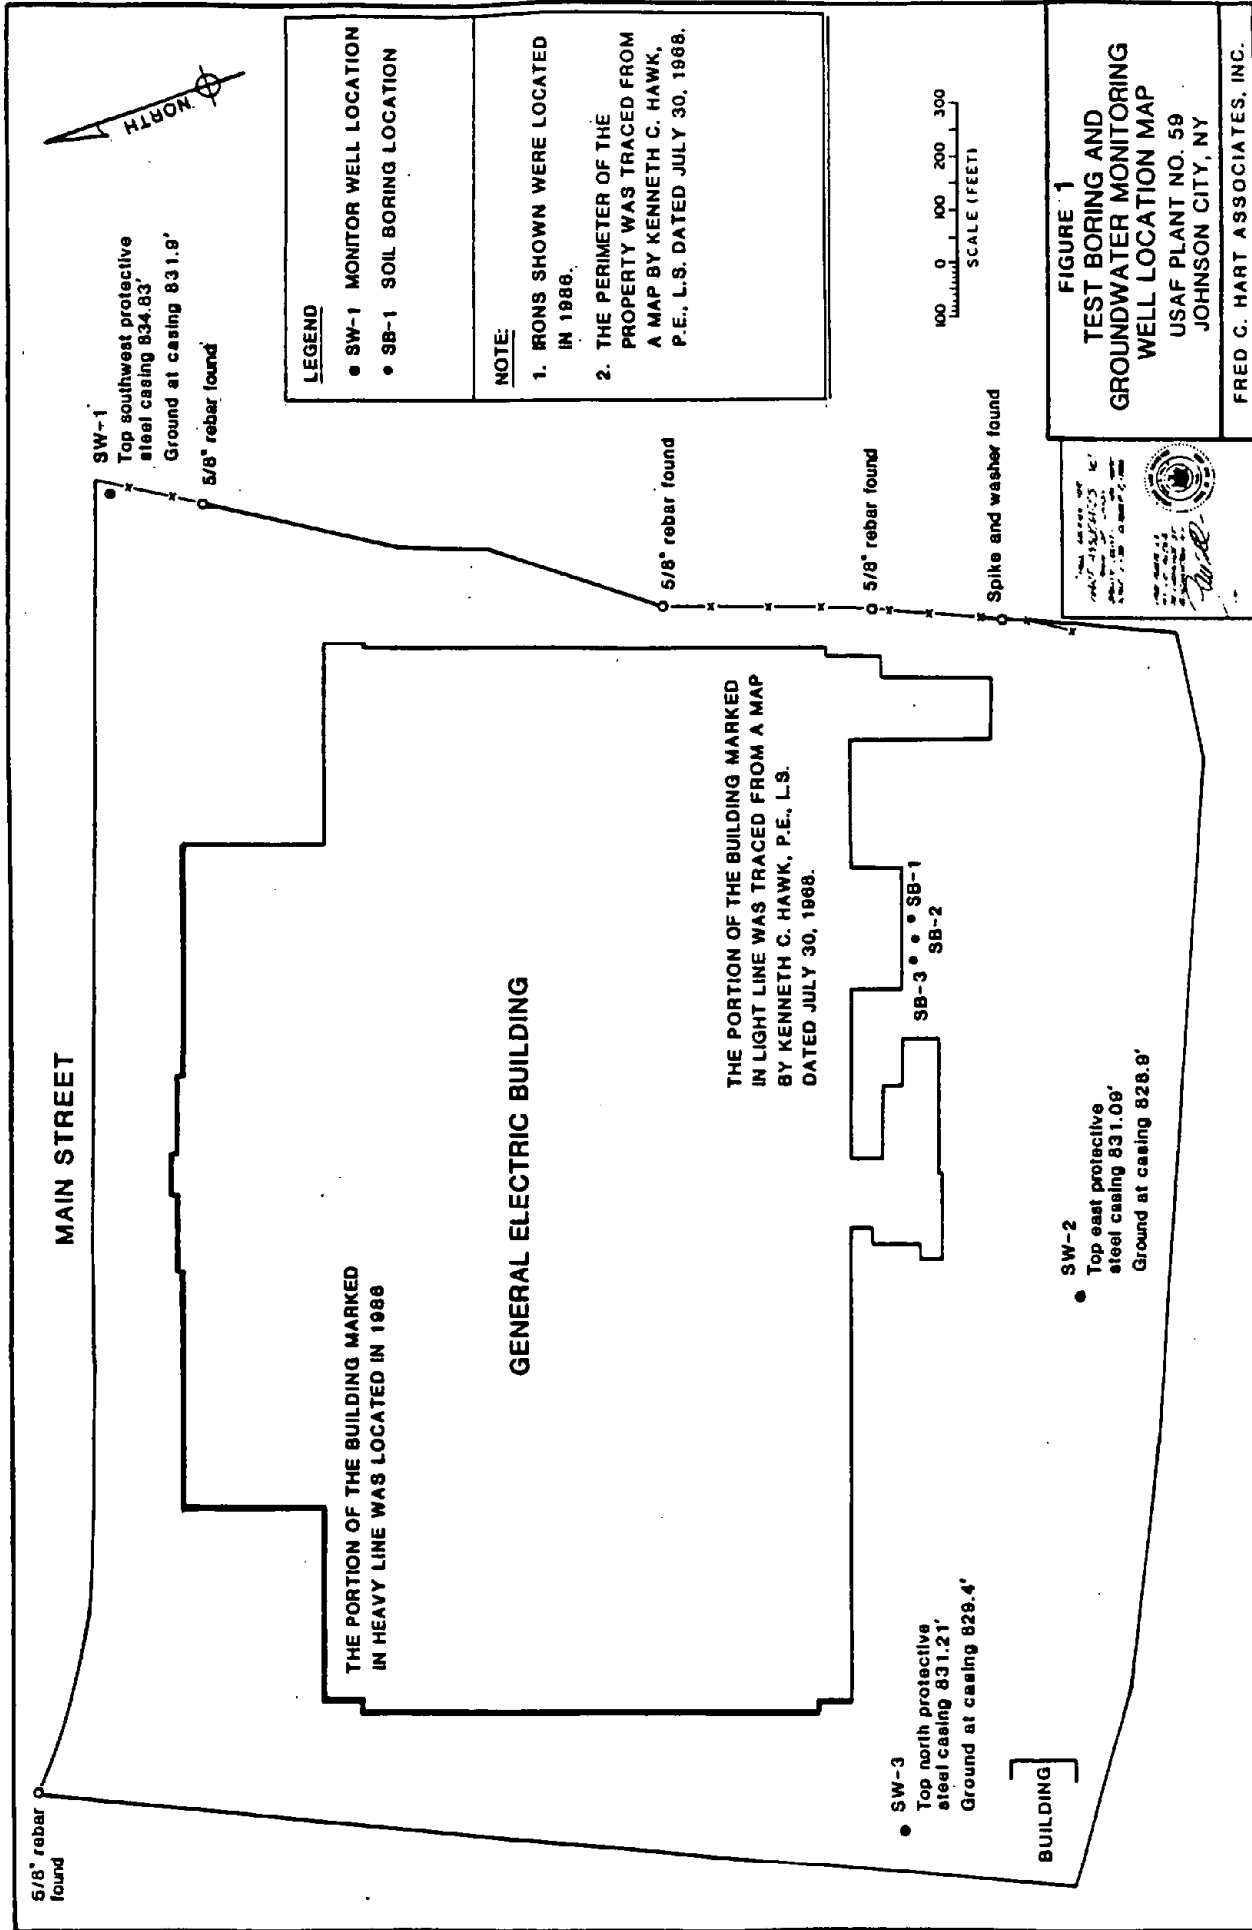 5/8" rebar
found
MAIN STREET
SW-1
Top southwest protective
steel casing 834.83'
Ground at casing 831.9'
5/8" rebar found
NORTH
LEGEND
● SW-1 MONITOR WELL LOCATION
• SB-1 SOIL BORING LOCATION
NOTE:
1. IRONS SHOWN WERE LOCATED
IN 1986.
2. THE PERIMETER OF THE
PROPERTY WAS TRACED FROM
A MAP BY KENNETH C. HAWK,
P.E., L.S. DATED JULY 30, 1968.
THE PORTION OF THE BUILDING MARKED
IN HEAVY LINE WAS LOCATED IN 1986
GENERAL ELECTRIC BUILDING
THE PORTION OF THE BUILDING MARKED
IN LIGHT LINE WAS TRACED FROM A MAP
BY KENNETH C. HAWK, P.E., L.S.
DATED JULY 30, 1968.
5/8" rebar found
5/8" rebar found
Spike and washer found
SB-3
SB-1
SB-2
SW-3
Top north protective
steel casing 831.21'
Ground at casing 829.4'
BUILDING
SW-2
Top east protective
steel casing 831.09'
Ground at casing 828.9'
100 0 100 200 300
SCALE (FEET)
FIGURE 1
TEST BORING AND
GROUNDWATER MONITORING
WELL LOCATION MAP
USAF PLANT NO. 59
JOHNSON CITY, NY
FRED C. HART ASSOCIATES, INC.